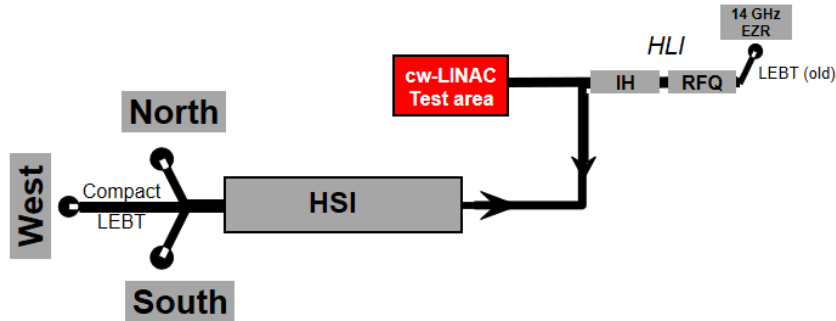 14 GHz
EZR
HLI
LEBT (old)
cw-LINAC
Test area
IH
RFQ
North
West
Compact
LEBT
HSI
South